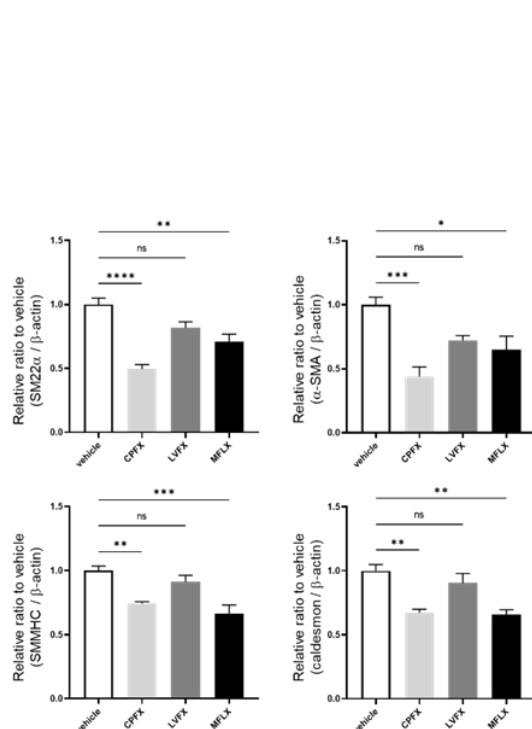 **
ns
****
1.5
1.0
0.5
0.0
Relative ratio to vehicle
(SM22α / β-actin)
vehicle
CPFX
LVFX
MFLX
*
ns
***
1.5
1.0
0.5
0.0
Relative ratio to vehicle
(α-SMA / β-actin)
vehicle
CPFX
LVFX
MFLX
***
ns
**
1.5
1.0
0.5
0.0
Relative ratio to vehicle
(SMMHC / β-actin)
vehicle
CPFX
LVFX
MFLX
**
ns
**
1.5
1.0
0.5
0.0
Relative ratio to vehicle
(caldesmon / β-actin)
vehicle
CPFX
LVFX
MFLX